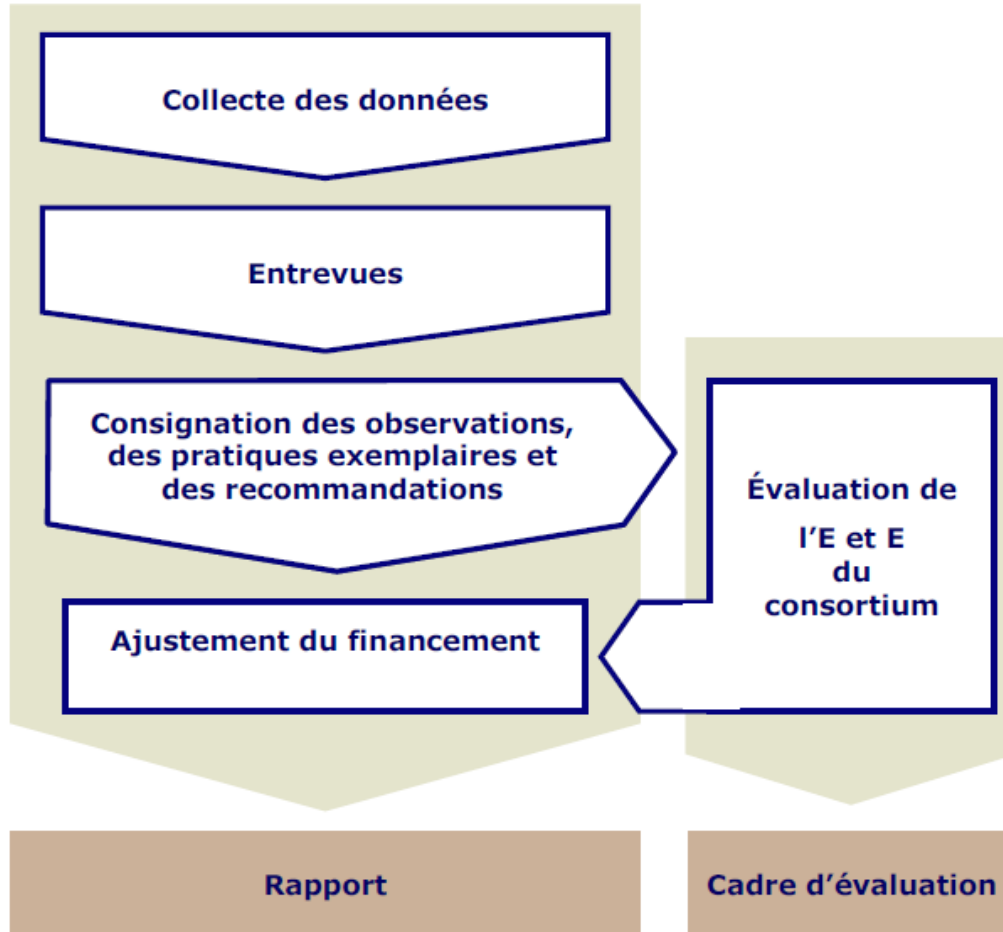 Collecte des données
Entrevues
Consignation des observations,
des pratiques exemplaires et
des recommandations
Évaluation de
l'E et E
du
consortium
Ajustement du financement
Rapport
Cadre d'évaluation